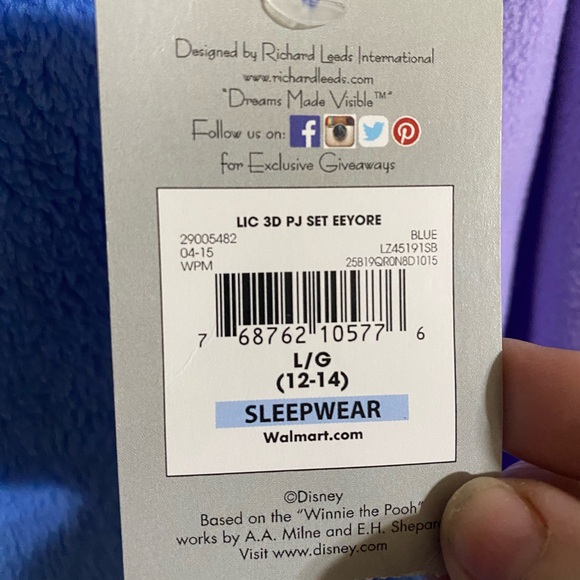 Designed by Richard Leeds International
www.richardleeds.com
"Dreams Made Visible™"
Follow us on:
for Exclusive Giveaways
LIC 3D PJ SET EEYORE
29005482 BLUE
04-15 LZ45191SB
WPM 25B19QR0N8D1015
7 68762 10577 6
L/G
(12-14)
SLEEPWEAR
Walmart.com
©Disney
Based on the "Winnie the Pooh"
works by A.A. Milne and E.H. Shepar
Visit www.disney.com